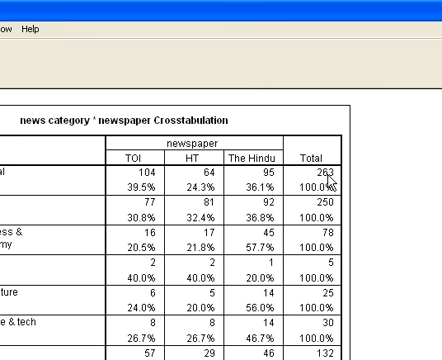 ow Help
news category * newspaper Crosstabulation
newspaper
TOI HT The Hindu Total
al 104 64 95 263
39.5% 24.3% 36.1% 100.0%
77 81 92 250
30.8% 32.4% 36.8% 100.0%
ess & 16 17 45 78
my 20.5% 21.8% 57.7% 100.0%
2 2 1 5
40.0% 40.0% 20.0% 100.0%
ture 6 5 14 25
24.0% 20.0% 56.0% 100.0%
e & tech 8 8 14 30
26.7% 26.7% 46.7% 100.0%
57 29 46 132